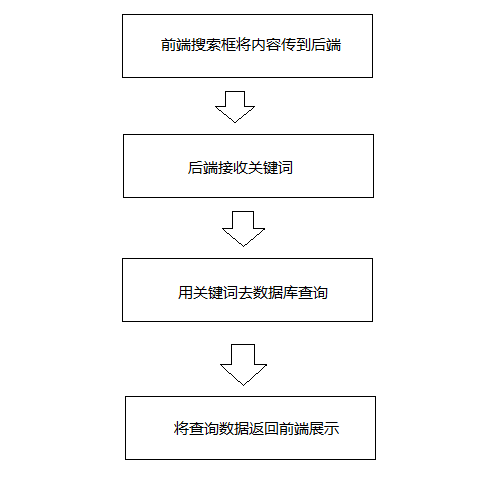 前端搜索框将内容传到后端
后端接收关键词
用关键词去数据库查询
将查询数据返回前端展示